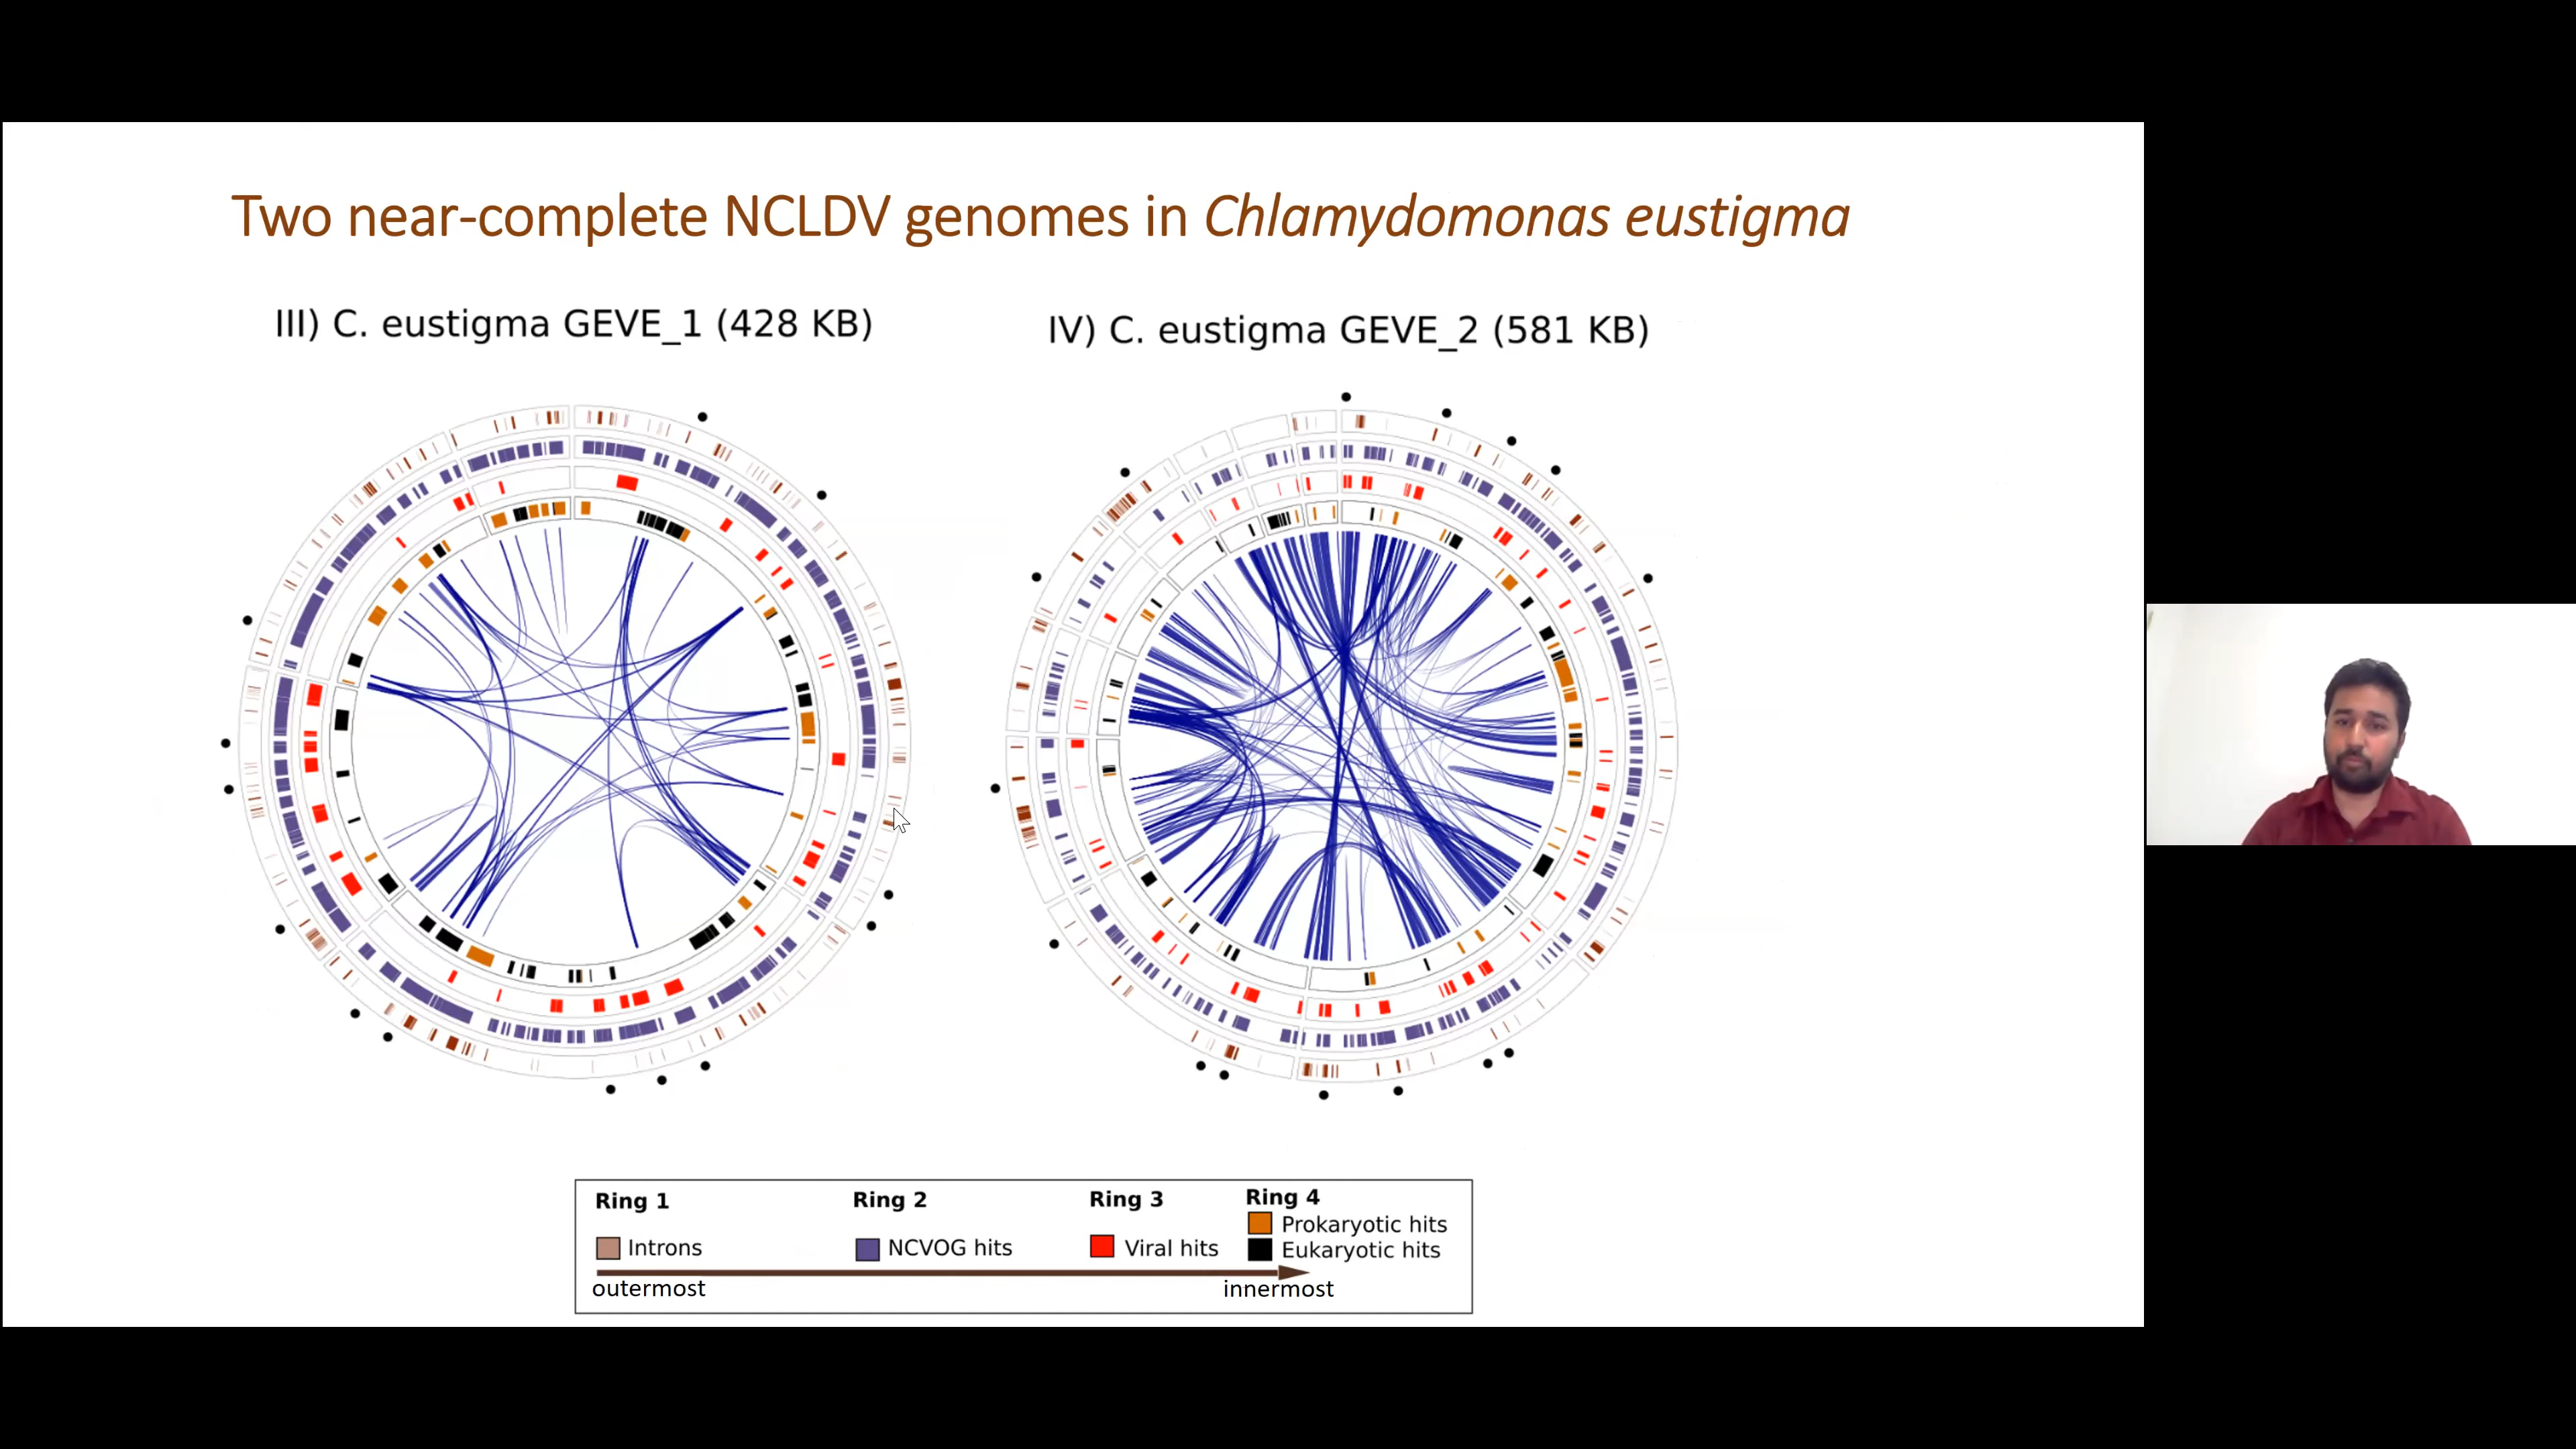 Two near-complete NCLDV genomes in Chlamydomonas eustigma
III) C. eustigma GEVE_1 (428 KB)
IV) C. eustigma GEVE_2 (581 KB)
Ring 1
Ring 2
Ring 3
Ring 4
Introns
NCVOG hits
Viral hits
Prokaryotic hits
Eukaryotic hits
outermost
innermost